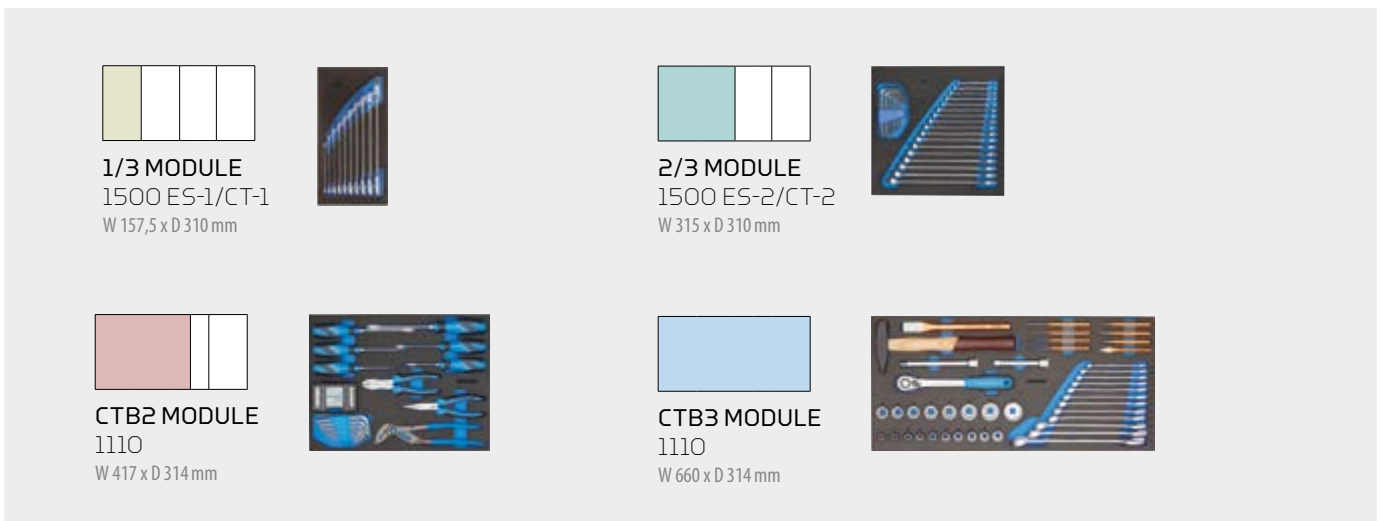 1/3 MODULE
1500 ES-1/CT-1
W 157,5 x D 310 mm
2/3 MODULE
1500 ES-2/CT-2
W 315 x D 310 mm
CTB2 MODULE
1110
W 417 x D 314 mm
CTB3 MODULE
1110
W 660 x D 314 mm